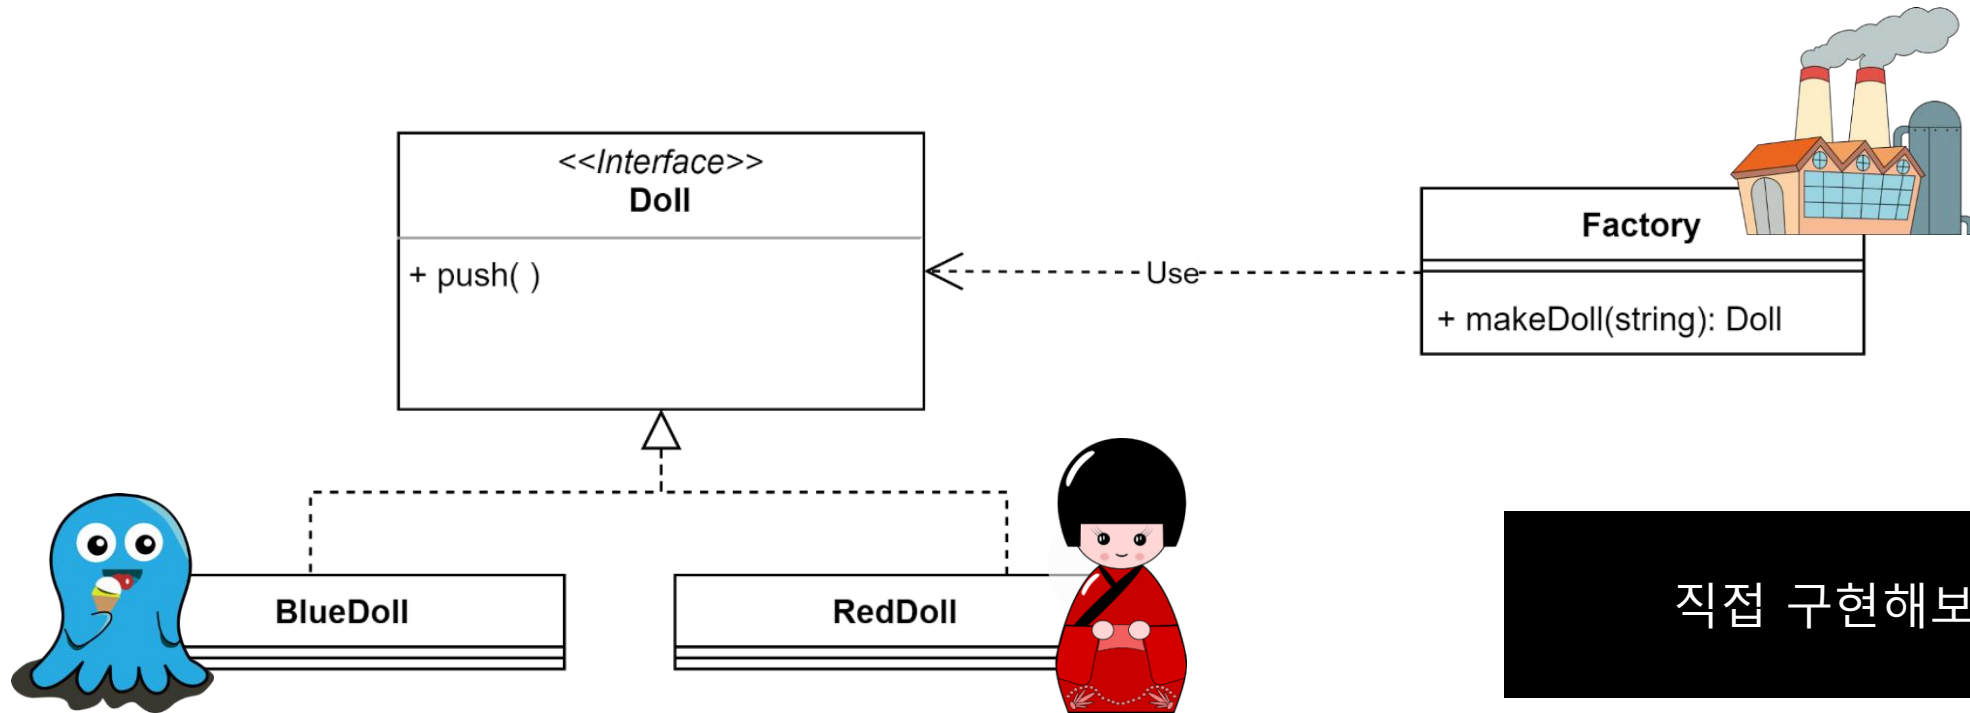 <<Interface>>
Doll
+ push( )
Use
Factory
+ makeDoll(string): Doll
BlueDoll
RedDoll
직접 구현해보